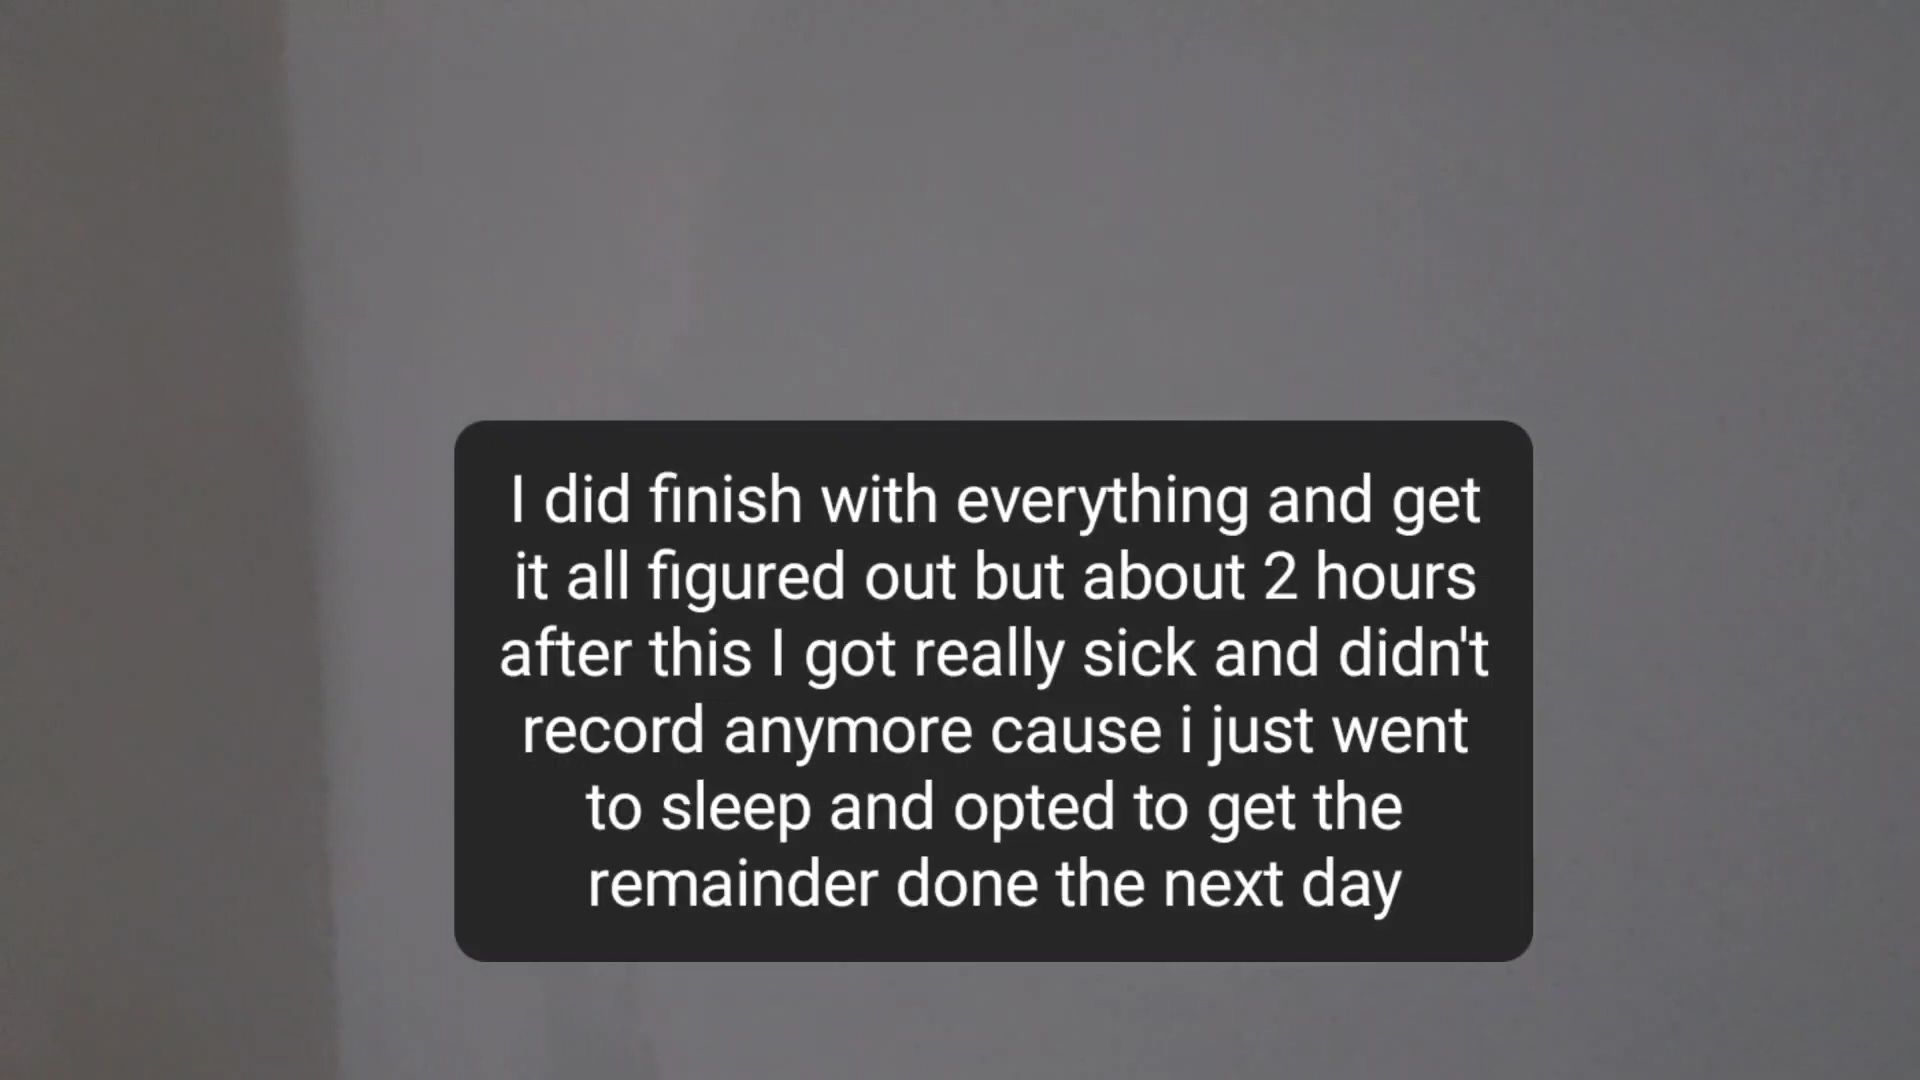 I did finish with everything and get
it all figured out but about 2 hours
after this I got really sick and didn't
record anymore cause i just went
to sleep and opted to get the
remainder done the next day